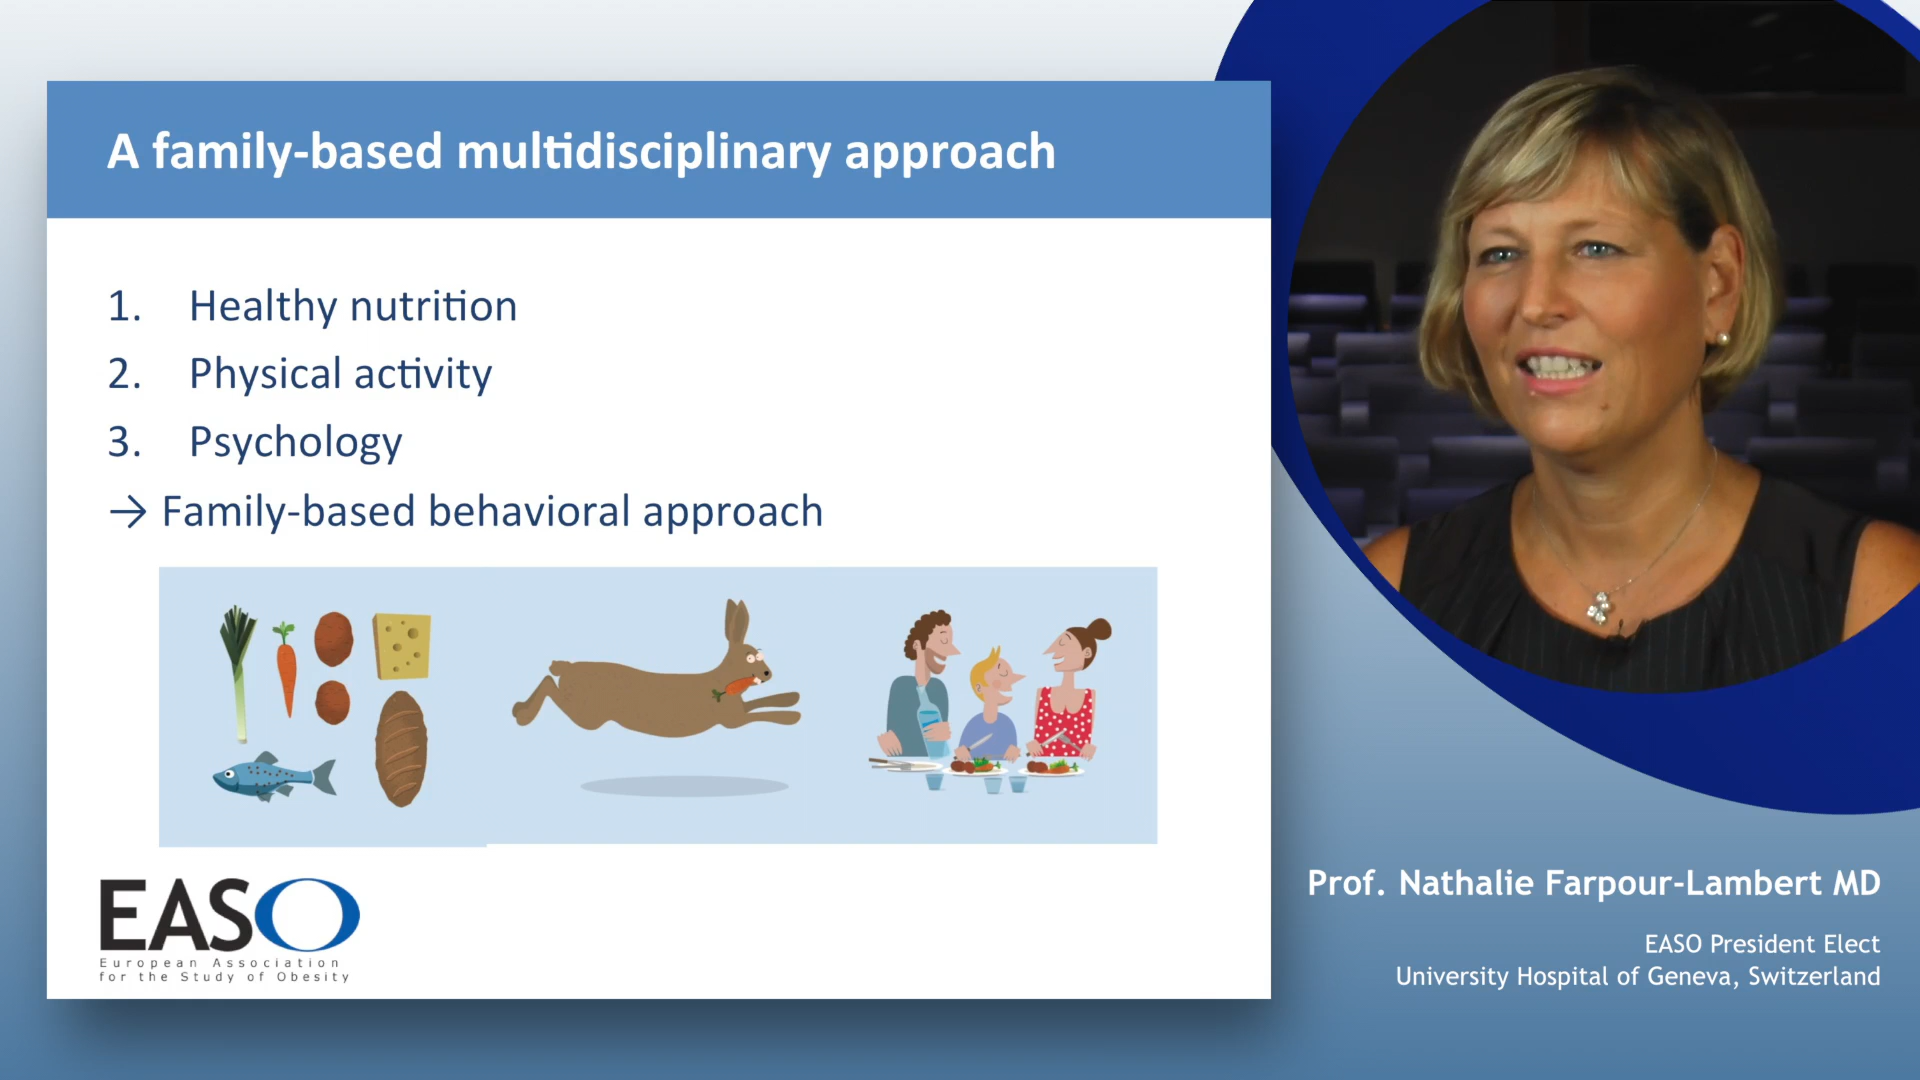 A family-based multidisciplinary approach
1. Healthy nutrition
2. Physical activity
3. Psychology
→ Family-based behavioral approach
EASO
European Association
for the Study of Obesity
Prof. Nathalie Farpour-Lambert MD
EASO President Elect
University Hospital of Geneva, Switzerland